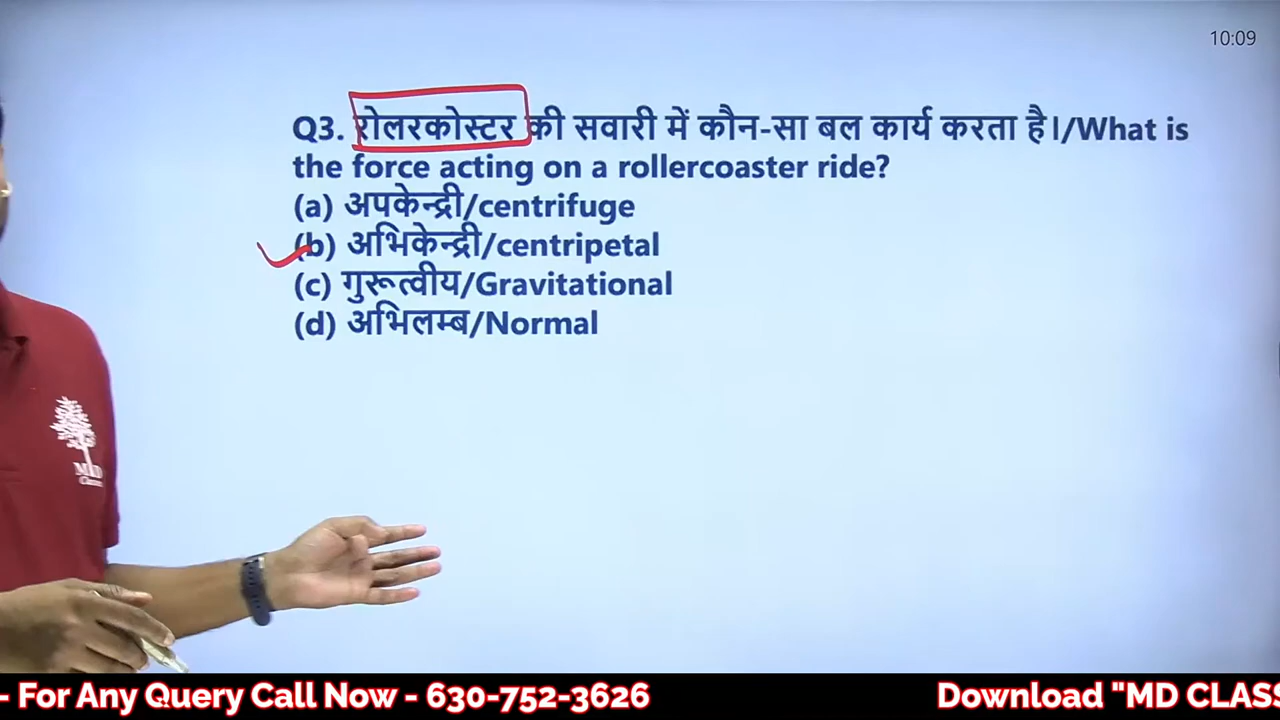 10:09
Q3. रोलरकोस्टर की सवारी में कौन-सा बल कार्य करता है।/What is
the force acting on a rollercoaster ride?
(a) अपकेन्द्री/centrifuge
(b) अभिकेन्द्री/centripetal
(c) गुरूत्वीय/Gravitational
(d) अभिलम्ब/Normal
- For Any Query Call Now - 630-752-3626
Download "MD CLASS